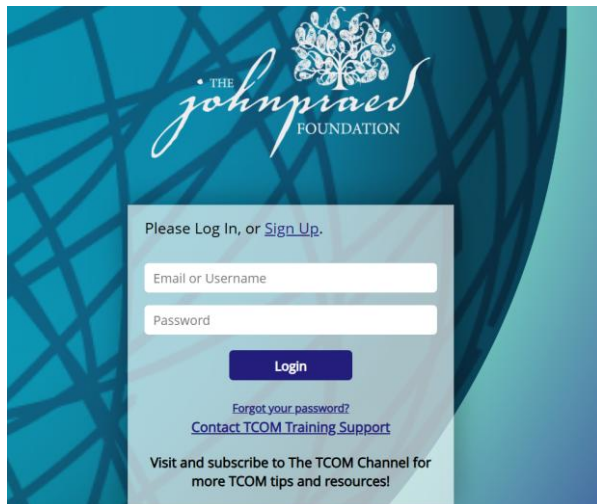 THE
johnpraed
FOUNDATION
Please Log In, or Sign Up.
Email or Username
Password
Login
Forgot your password?
Contact TCOM Training Support
Visit and subscribe to The TCOM Channel for
more TCOM tips and resources!